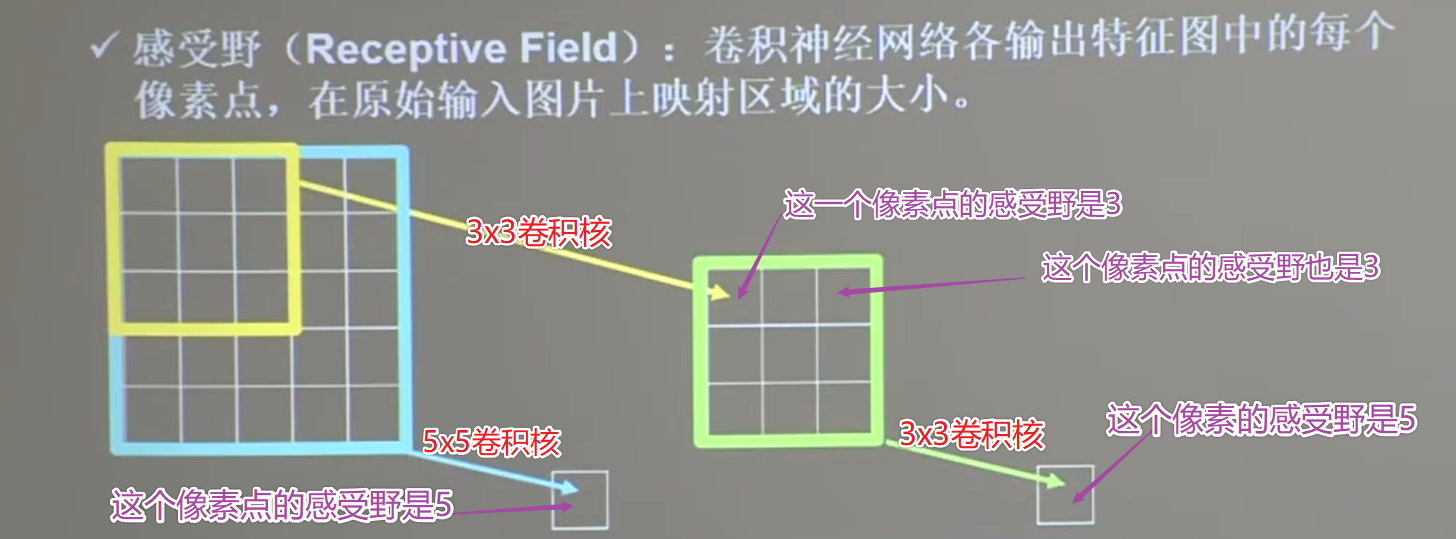 ✓ 感受野（Receptive Field）：卷积神经网络各输出特征图中的每个
像素点，在原始输入图片上映射区域的大小。
这一个像素点的感受野是3
3x3卷积核
这个像素点的感受野也是3
5x5卷积核
3x3卷积核
这个像素的感受野是5
这个像素点的感受野是5